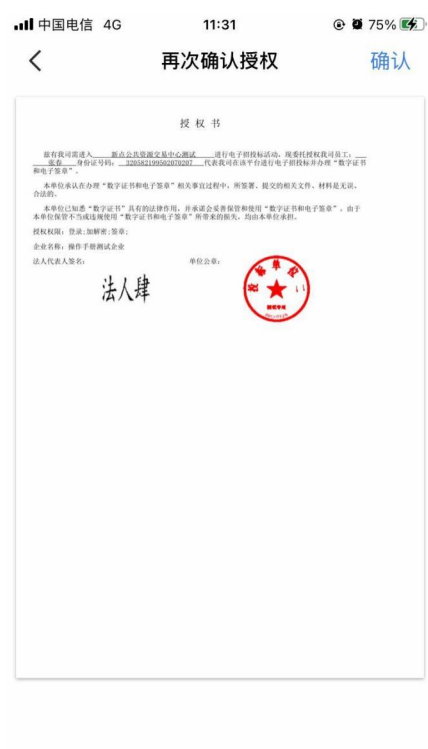 中国电信 4G 11:31 75%
再次确认授权 确认
授 权 书
兹有我司需进入 新点公共资源交易中心测试 进行电子招投标活动，现委托授权我司员工：
张春 身份证号码： 320582199502070207 代表我司在该平台进行电子招投标并办理“数字证书
和电子签章”。
本单位承认在办理“数字证书和电子签章”相关事宜过程中，所签署、提交的相关文件、材料是无误、
合法的。
本单位已知悉“数字证书”具有的法律作用，并承诺会妥善保管和使用“数字证书和电子签章”。由于
本单位保管不当或违规使用“数字证书和电子签章”所带来的损失，均由本单位承担。
授权权限：登录;加解密;签章;
企业名称：操作手册测试企业
法人代表人签名： 单位公章：
法人肆
投标单位